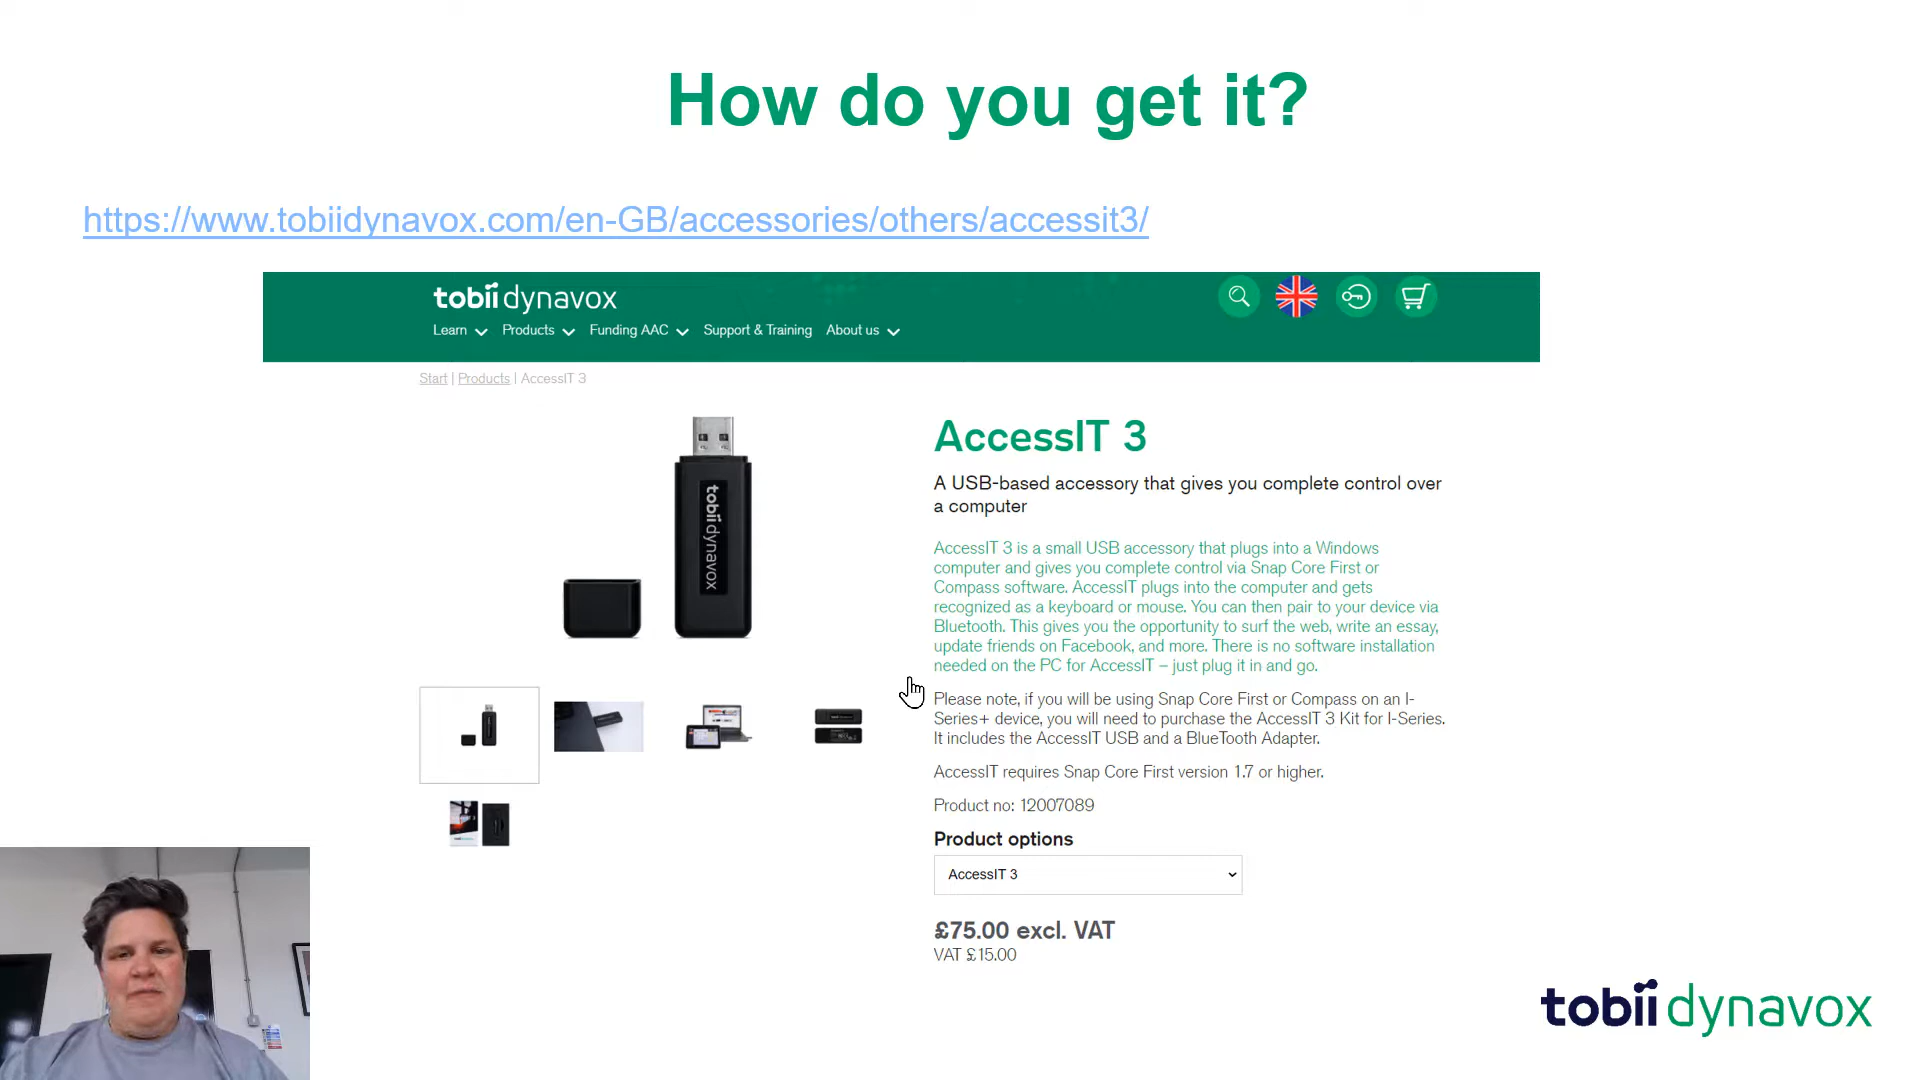 How do you get it?
https://www.tobiidynavox.com/en-GB/accessories/others/accessit3/
tobii dynavox
Learn Products Funding AAC Support & Training About us
Start | Products | AccessIT 3
tobii dynavox
AccessIT 3
A USB-based accessory that gives you complete control over
a computer
AccessIT 3 is a small USB accessory that plugs into a Windows
computer and gives you complete control via Snap Core First or
Compass software. AccessIT plugs into the computer and gets
recognized as a keyboard or mouse. You can then pair to your device via
Bluetooth. This gives you the opportunity to surf the web, write an essay,
update friends on Facebook, and more. There is no software installation
needed on the PC for AccessIT – just plug it in and go.
Please note, if you will be using Snap Core First or Compass on an I-
Series+ device, you will need to purchase the AccessIT 3 Kit for I-Series.
It includes the AccessIT USB and a BlueTooth Adapter.
AccessIT requires Snap Core First version 1.7 or higher.
Product no: 12007089
Product options
AccessIT 3
£75.00 excl. VAT
VAT £15.00
tobii dynavox